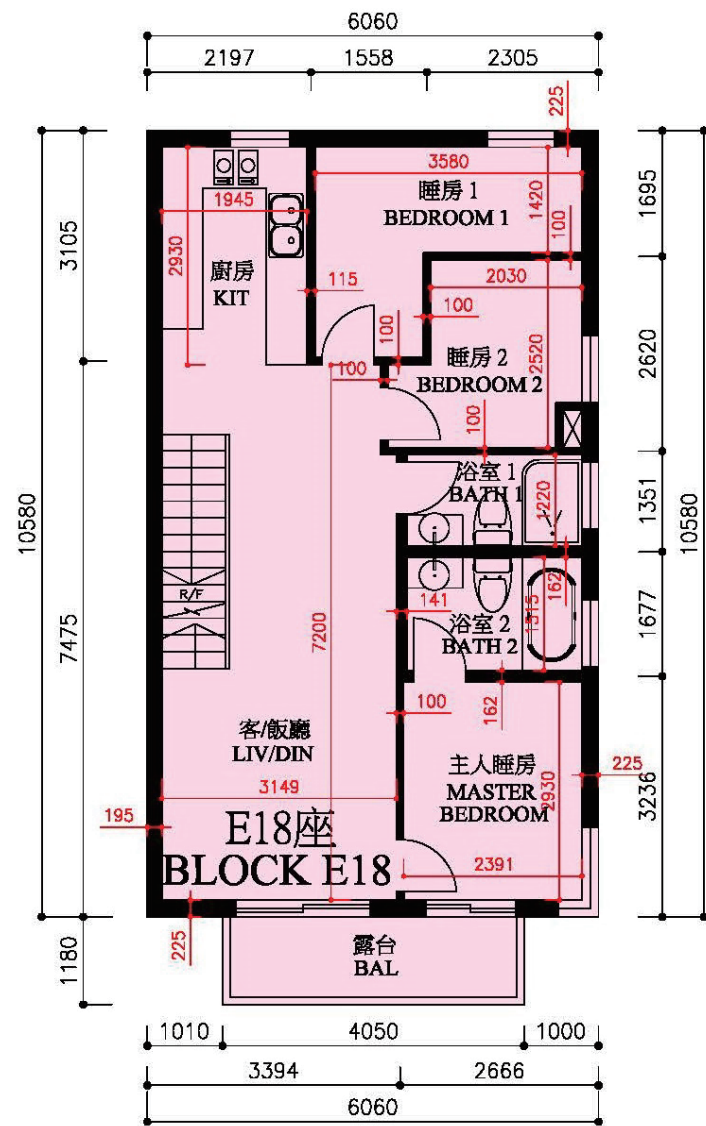 6060
2197 1558 2305
225
3580
睡房 1
BEDROOM 1
1945
1420
1695
100
3105
2930
廚房
KIT
115
2030
100
100
睡房 2
BEDROOM 2
2520
2620
100
100
浴室 1
BATH 1
1220
1351
10580
10580
R/F
162
141
浴室 2
BATH 2
1515
1677
7475
7200
100
162
客/飯廳
LIV/DIN
主人睡房
MASTER
BEDROOM
2930
225
3236
3149
195
E18座
BLOCK E18
2391
225
露台
BAL
1180
1010 4050 1000
3394 2666
6060